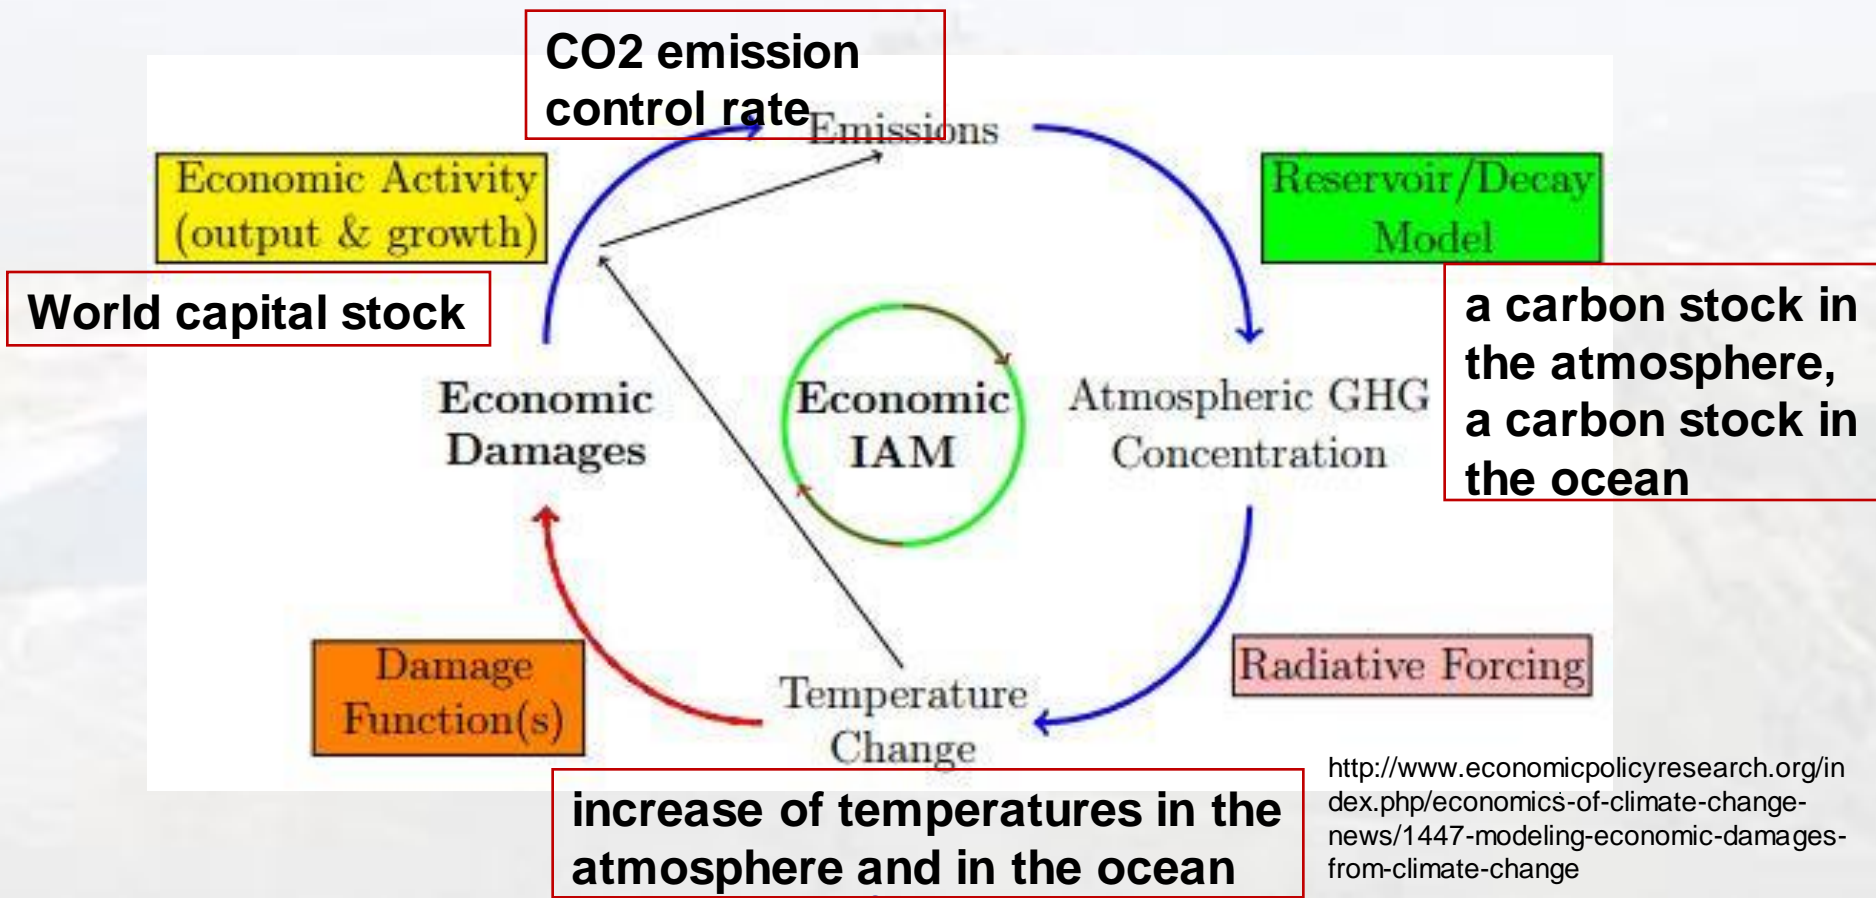 CO2 emission
control rate
Emissions
Economic Activity
(output & growth)
Reservoir/Decay
Model
World capital stock
a carbon stock in
the atmosphere,
a carbon stock in
the ocean
Economic
Damages
Economic
IAM
Atmospheric GHG
Concentration
Damage
Function(s)
Temperature
Change
Radiative Forcing
increase of temperatures in the
atmosphere and in the ocean
http://www.economicpolicyresearch.org/in
dex.php/economics-of-climate-change-
news/1447-modeling-economic-damages-
from-climate-change